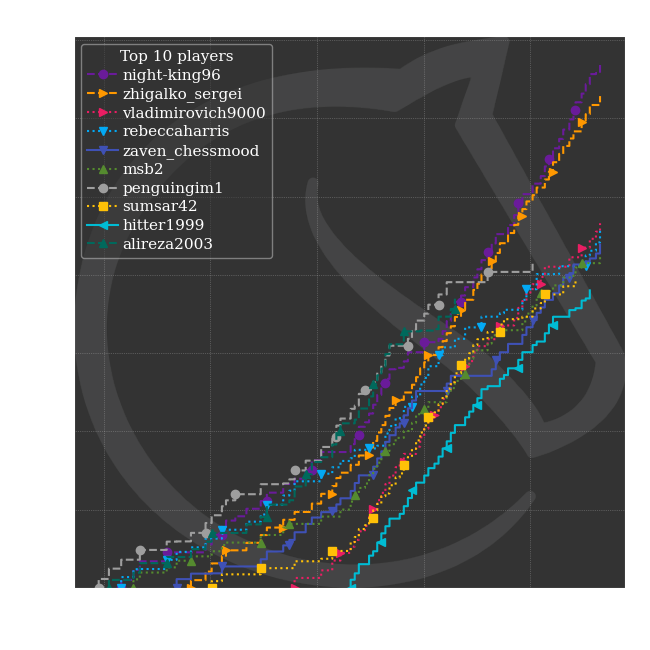 Top 10 players
night-king96
zhigalko_sergei
vladimirovich9000
rebeccaharris
zaven_chessmood
msb2
penguingim1
sumsar42
hitter1999
alireza2003